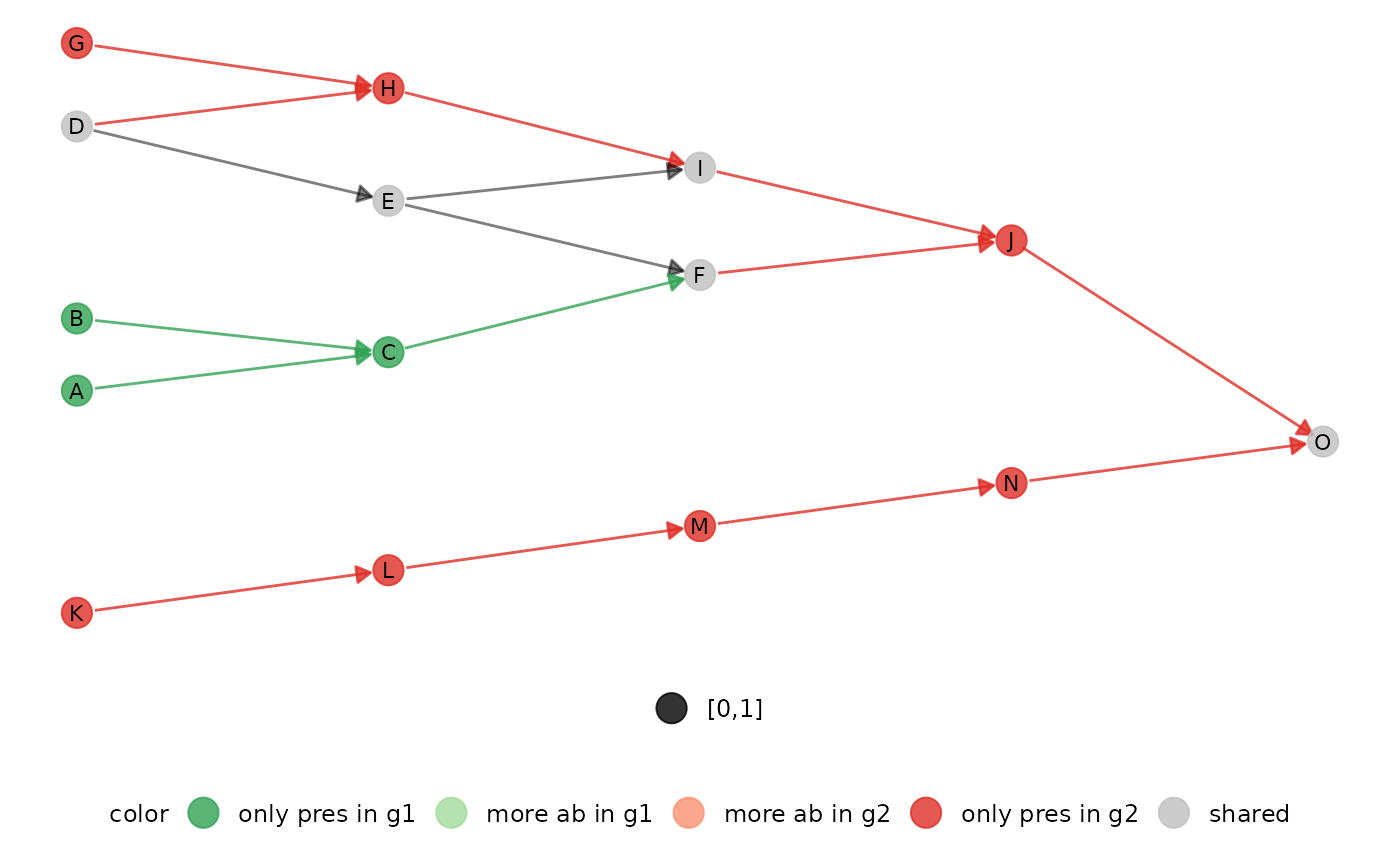 G
H
D
I
E
J
F
B
C
A
O
N
M
L
K
[0,1]
color only pres in g1 more ab in g1 more ab in g2 only pres in g2 shared